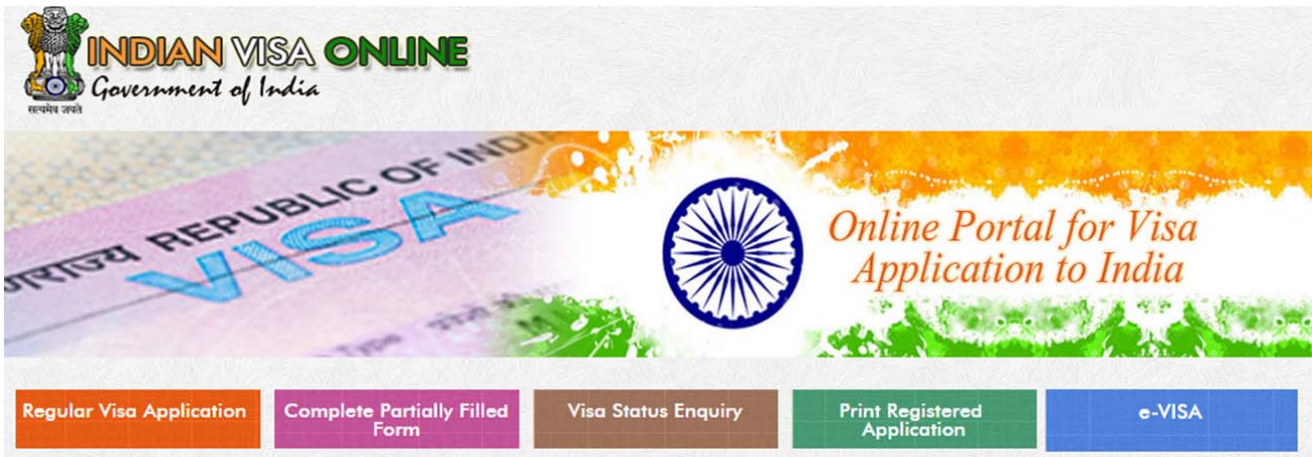 INDIAN VISA ONLINE
Government of India
सत्यमेव जयते
REPUBLIC OF INDI
VISA
Online Portal for Visa
Application to India
Regular Visa Application
Complete Partially Filled
Form
Visa Status Enquiry
Print Registered
Application
e-VISA